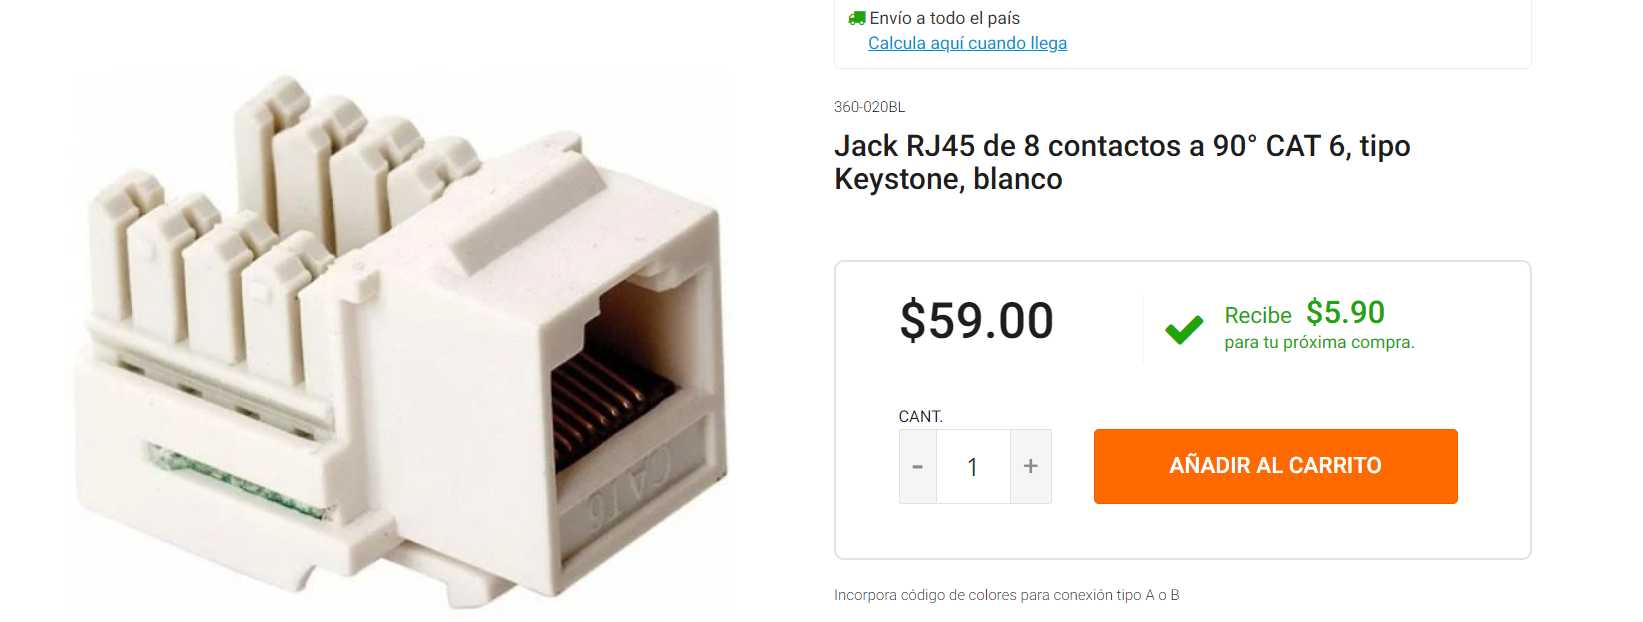 Envío a todo el país
Calcula aquí cuando llega
360-020BL
Jack RJ45 de 8 contactos a 90° CAT 6, tipo
Keystone, blanco
$59.00
Recibe $5.90
para tu próxima compra.
CANT.
- 1 +
AÑADIR AL CARRITO
Incorpora código de colores para conexión tipo A o B
CAT6